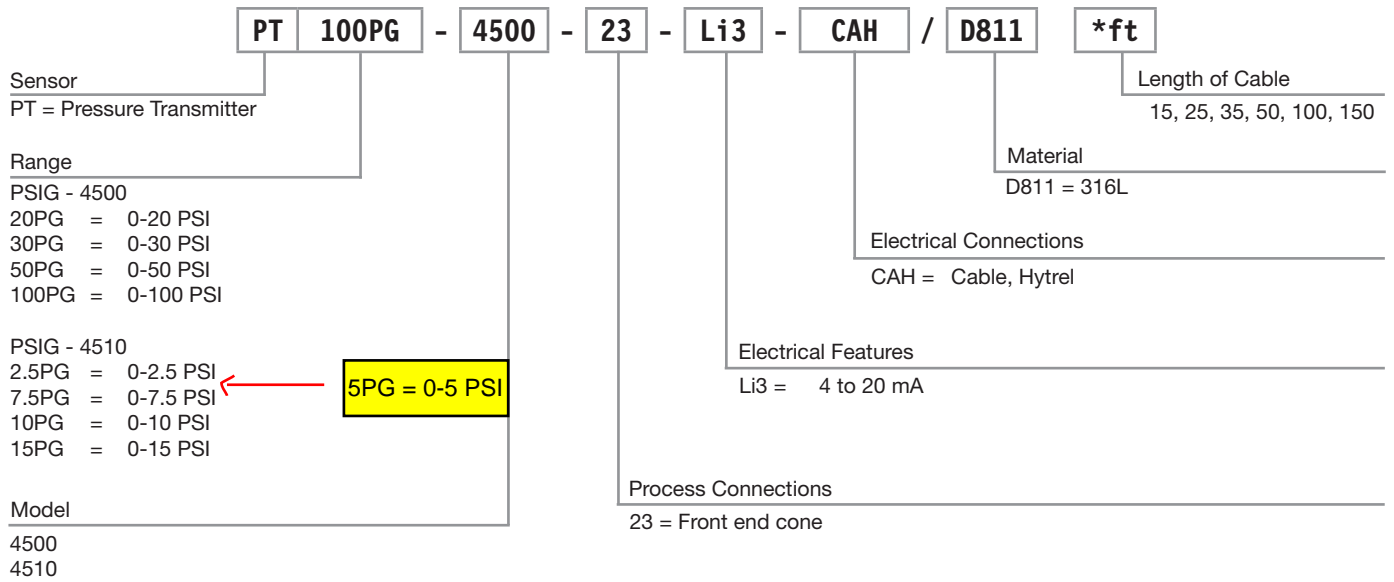 PT 100PG - 4500 - 23 - Li3 - CAH / D811 *ft
Sensor
PT = Pressure Transmitter
Range
PSIG - 4500
20PG = 0-20 PSI
30PG = 0-30 PSI
50PG = 0-50 PSI
100PG = 0-100 PSI
PSIG - 4510
2.5PG = 0-2.5 PSI
7.5PG = 0-7.5 PSI
10PG = 0-10 PSI
15PG = 0-15 PSI
5PG = 0-5 PSI
Model
4500
4510
Length of Cable
15, 25, 35, 50, 100, 150
Material
D811 = 316L
Electrical Connections
CAH = Cable, Hytrel
Electrical Features
Li3 = 4 to 20 mA
Process Connections
23 = Front end cone